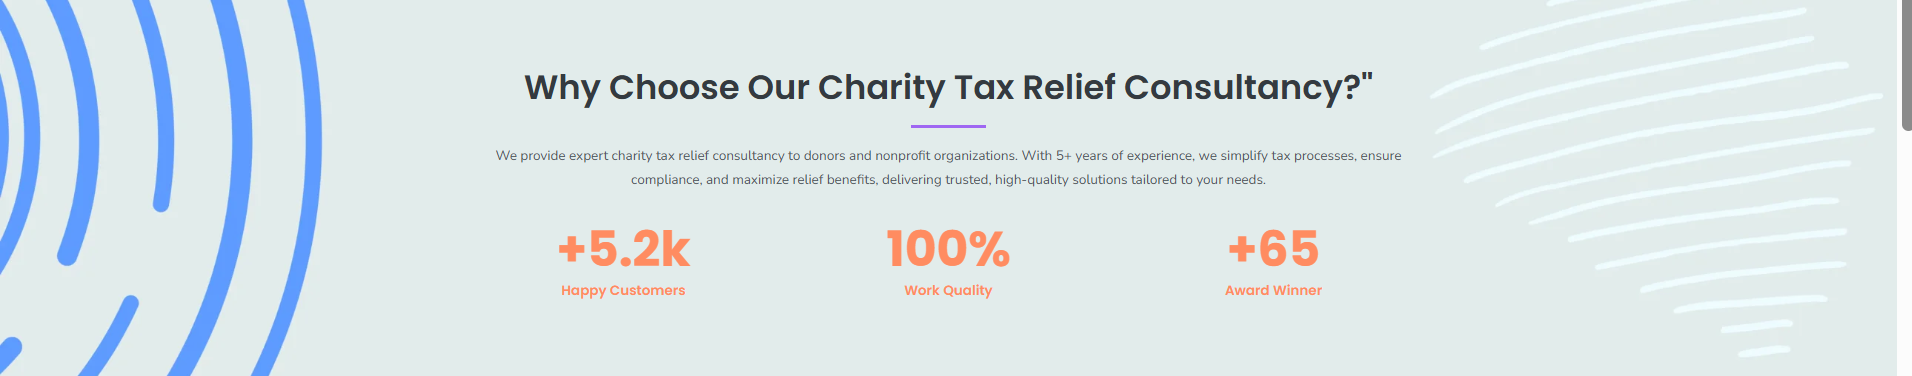 Why Choose Our Charity Tax Relief Consultancy?"
We provide expert charity tax relief consultancy to donors and nonprofit organizations. With 5+ years of experience, we simplify tax processes, ensure
compliance, and maximize relief benefits, delivering trusted, high-quality solutions tailored to your needs.
+5.2k 100% +65
Happy Customers Work Quality Award Winner